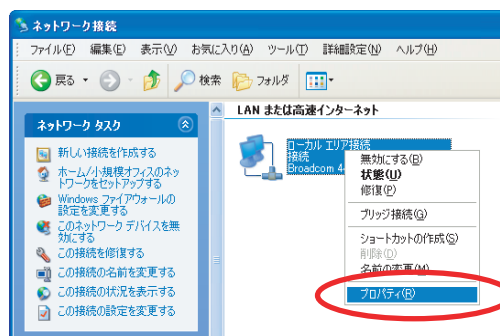 ネットワーク接続
ファイル(F) 編集(E) 表示(V) お気に入り(A) ツール(T) 詳細設定(N) ヘルプ(H)
戻る 検索 フォルダ
LAN または高速インターネット
ネットワーク タスク
新しい接続を作成する
ホーム/小規模オフィスのネッ
トワークをセットアップする
Windows ファイアウォールの
設定を変更する
このネットワーク デバイスを無
効にする
この接続を修復する
この接続の名前を変更する
この接続の状況を表示する
この接続の設定を変更する
ローカル エリア接続
接続
Broadcom 4
無効にする(B)
状態(U)
修復(P)
ブリッジ接続(G)
ショートカットの作成(S)
削除(D)
名前の変更(M)
プロパティ(R)